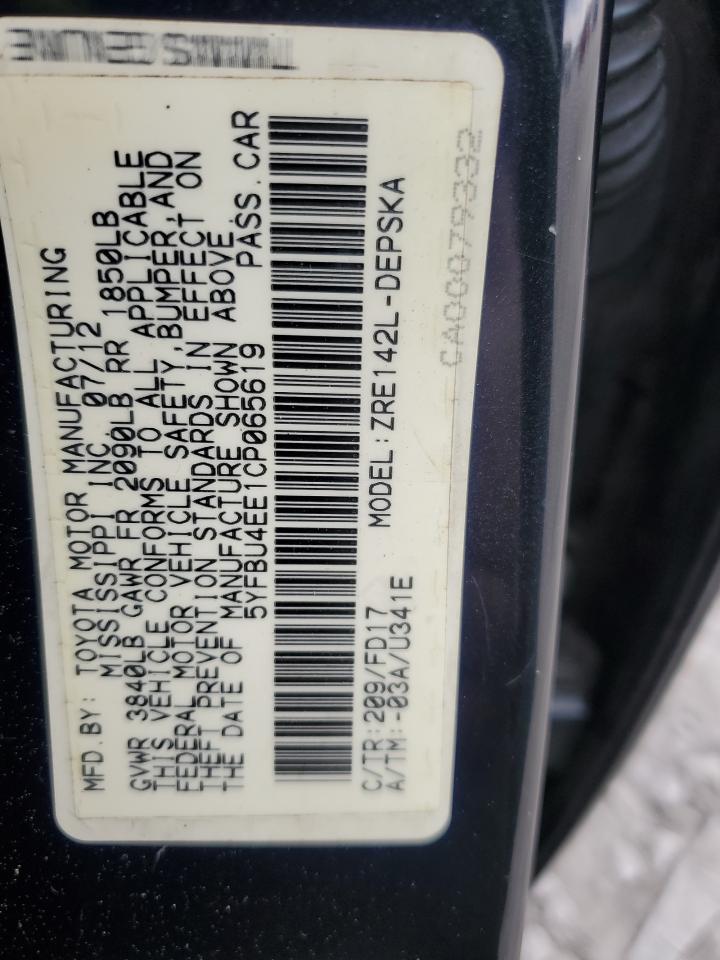 MFD.BY: TOYOTA MOTOR MANUFACTURING
MISSISSIPPI INC. 07/12
GVWR 3840LB GAWR FR 2090LB RR 1850LB
THIS VEHICLE CONFORMS TO ALL APPLICABLE
FEDERAL MOTOR VEHICLE SAFETY, BUMPER, AND
THEFT PREVENTION STANDARDS IN EFFECT ON
THE DATE OF MANUFACTURE SHOWN ABOVE
5YFBU4EE1CP065619 PASS. CAR
C/TR:209/FD17 MODEL:ZRE142L-DEPSKA
A/TM:-03A/U341E
CA00079332